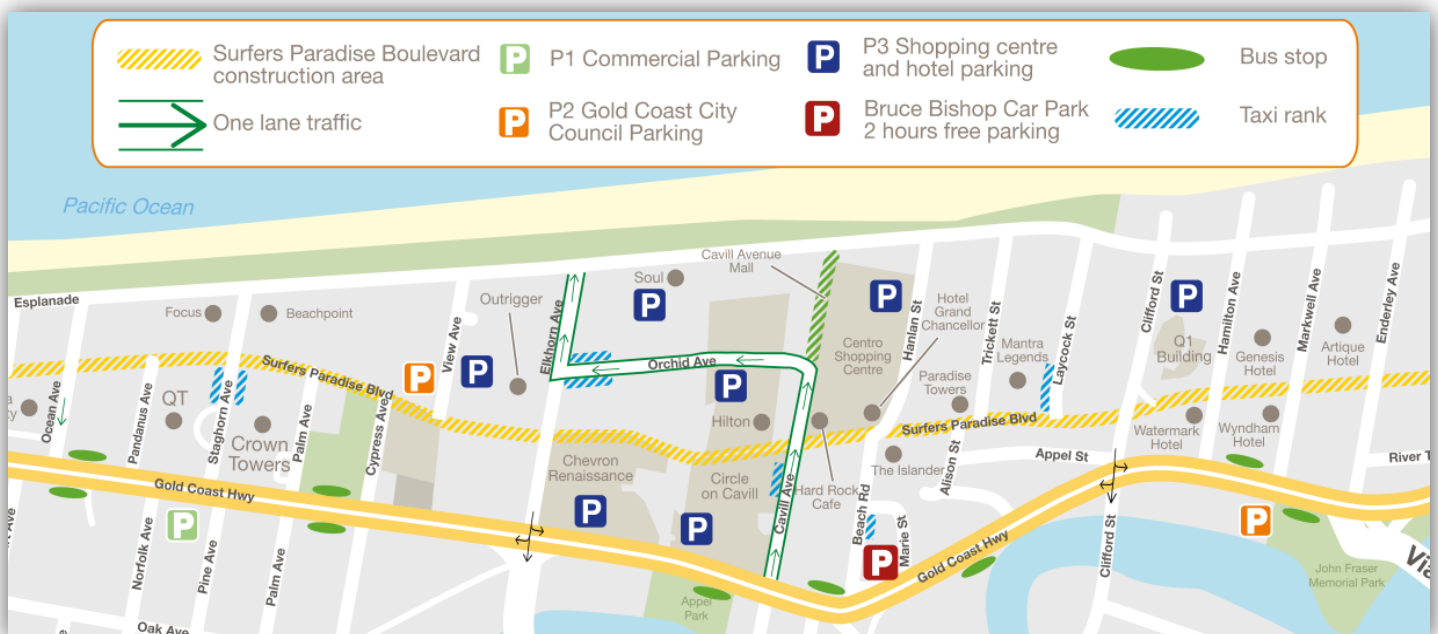 Surfers Paradise Boulevard
construction area
One lane traffic
P P1 Commercial Parking
P P2 Gold Coast City
Council Parking
P P3 Shopping centre
and hotel parking
P Bruce Bishop Car Park
2 hours free parking
Bus stop
Taxi rank
Pacific Ocean
Esplanade
Focus
Beachpoint
Outrigger
Soul
P
Cavill Avenue
Mall
P
Centro
Shopping
Centre
Hotel
Grand
Chancellor
Hanlan St
Trickett St
Mantra
Legends
Laycock St
Paradise
Towers
Clifford St
P
Q1
Building
Hamilton Ave
Genesis
Hotel
Markwell Ave
Artique
Hotel
Enderley Ave
Surfers Paradise Blvd
P
View Ave
P
Elkhorn Ave
Orchid Ave
P
Hilton
Ocean Ave
Pandanus Ave
QT
Staghorn Ave
Crown
Towers
Palm Ave
Cypress Ave
Chevron
Renaissance
P
Circle
on Cavill
P
Cavill Ave
Hard Rock
Cafe
Surfers Paradise Blvd
The Islander
Alison St
Appel St
Watermark
Hotel
Wyndham
Hotel
River T
Gold Coast Hwy
P
Norfolk Ave
Pine Ave
Palm Ave
Oak Ave
Appel
Park
Beach Rd
Marie St
P
Gold Coast Hwy
Clifford St
P
John Fraser
Memorial Park
Via